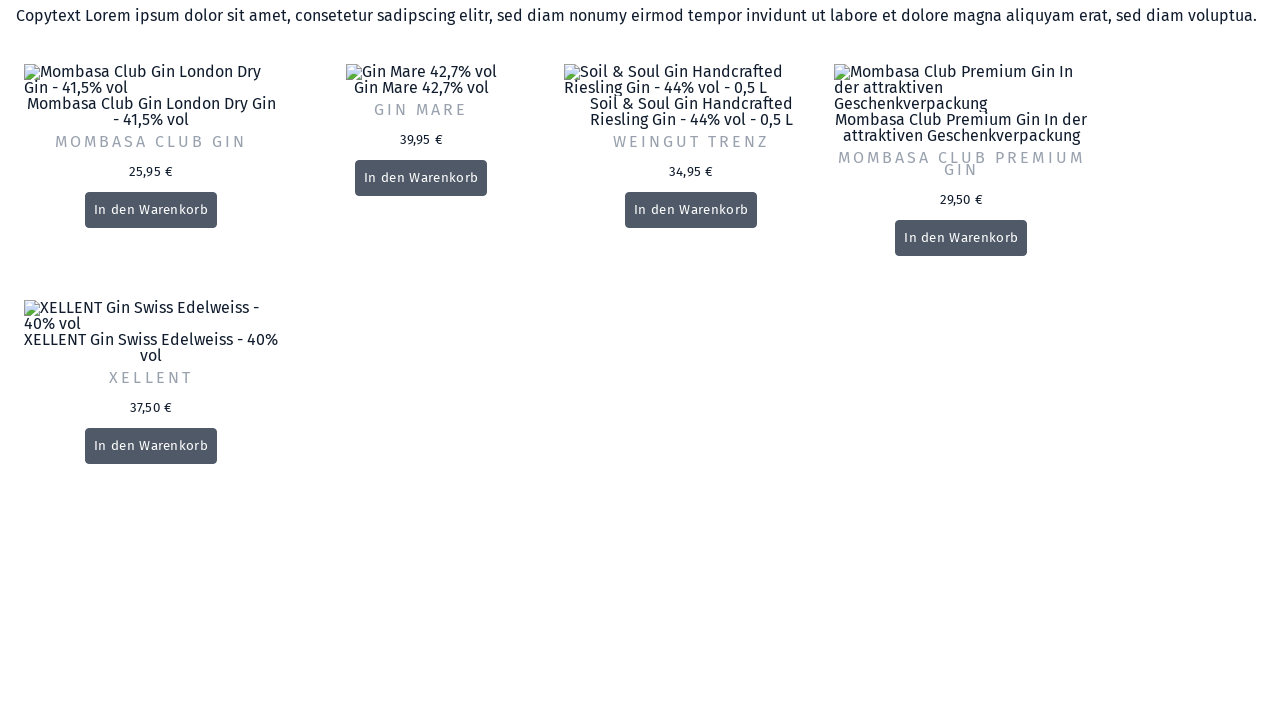 Copytext Lorem ipsum dolor sit amet, consetetur sadipscing elitr, sed diam nonumy eirmod tempor invidunt ut labore et dolore magna aliquyam erat, sed diam voluptua.
Mombasa Club Gin London Dry
Gin - 41,5% vol
Mombasa Club Gin London Dry Gin
- 41,5% vol
MOMBASA CLUB GIN
25,95 €
In den Warenkorb
Gin Mare 42,7% vol
Gin Mare 42,7% vol
GIN MARE
39,95 €
In den Warenkorb
Soil & Soul Gin Handcrafted
Riesling Gin - 44% vol - 0,5 L
Soil & Soul Gin Handcrafted
Riesling Gin - 44% vol - 0,5 L
WEINGUT TRENZ
34,95 €
In den Warenkorb
Mombasa Club Premium Gin In
der attraktiven
Geschenkverpackung
Mombasa Club Premium Gin In der
attraktiven Geschenkverpackung
MOMBASA CLUB PREMIUM
GIN
29,50 €
In den Warenkorb
XELLENT Gin Swiss Edelweiss -
40% vol
XELLENT Gin Swiss Edelweiss - 40%
vol
XELLENT
37,50 €
In den Warenkorb